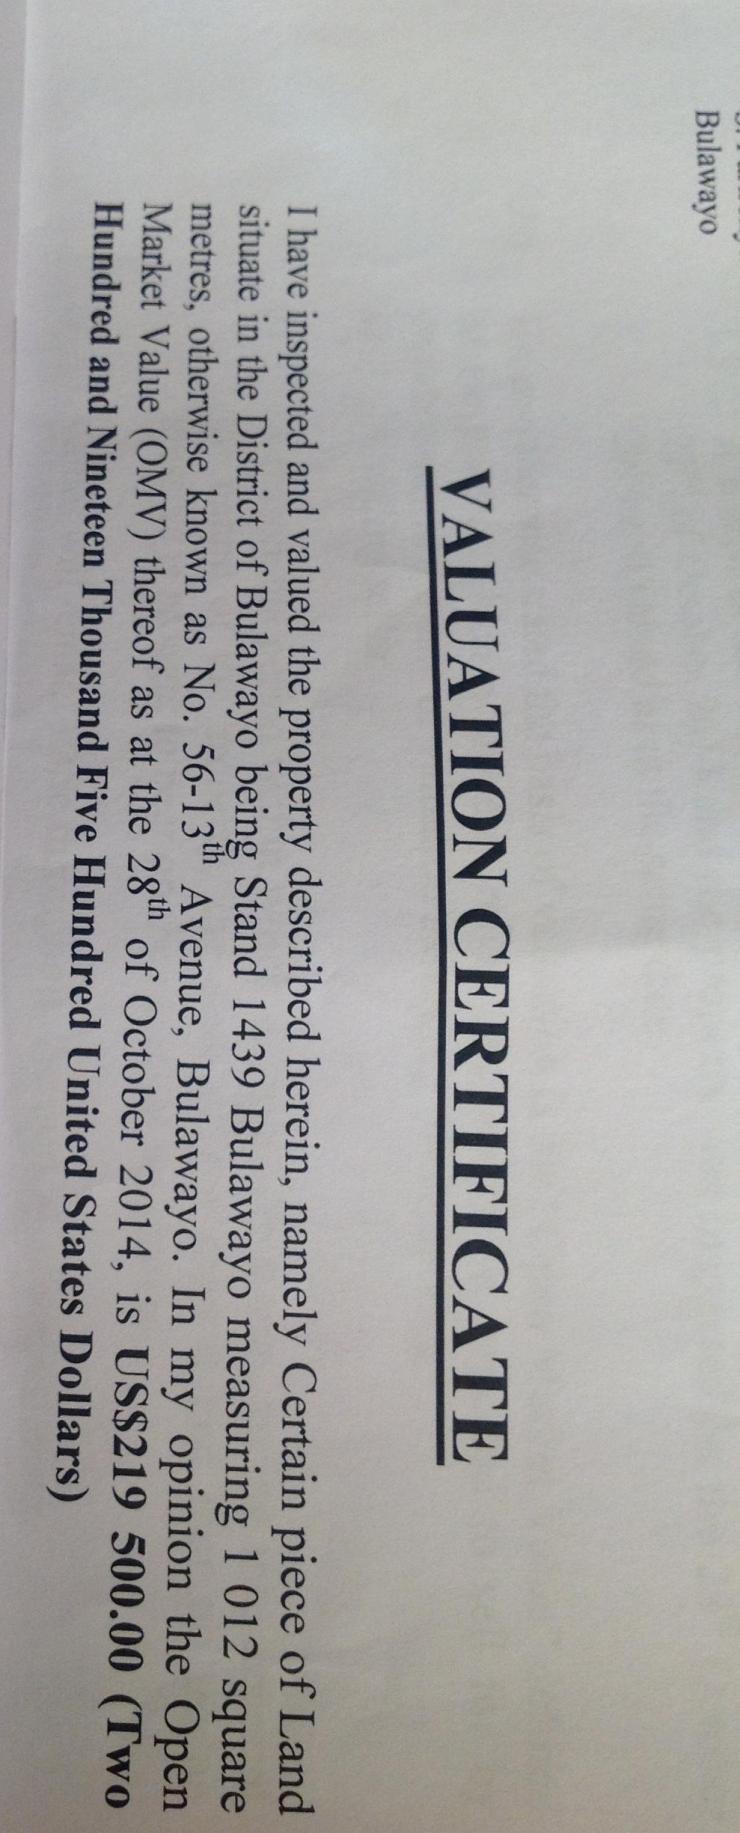 Bulawayo
VALUATION CERTIFICATE
I have inspected and valued the property described herein, namely Certain piece of Land
situate in the District of Bulawayo being Stand 1439 Bulawayo measuring 1 012 square
metres, otherwise known as No. 56-13th Avenue, Bulawayo. In my opinion the Open
Market Value (OMV) thereof as at the 28th of October 2014, is US$219 500.00 (Two
Hundred and Nineteen Thousand Five Hundred United States Dollars)